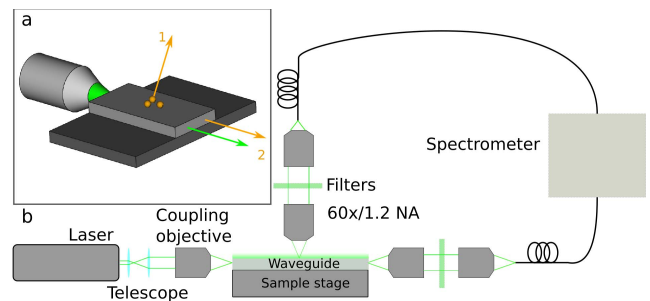 a
1
2
b
Laser
Telescope
Coupling
objective
Filters
60x/1.2 NA
Waveguide
Sample stage
Spectrometer